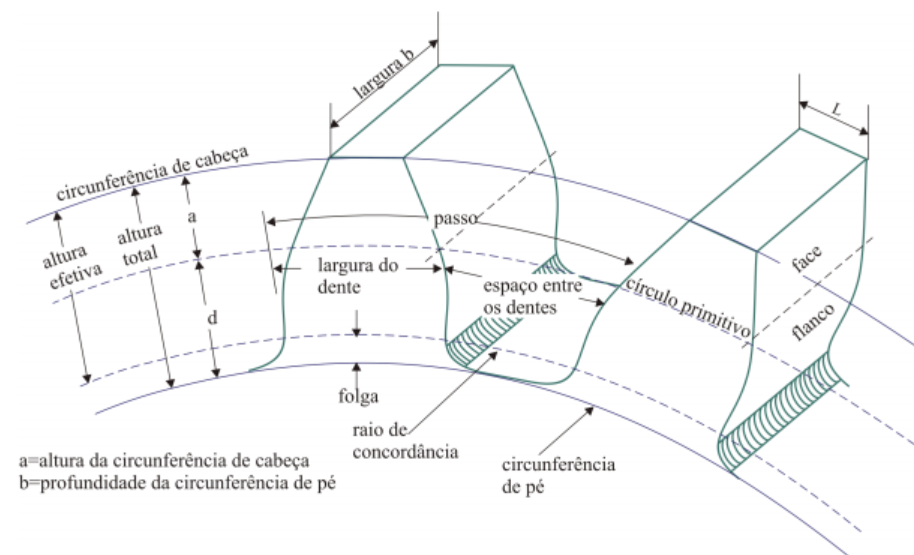 largura b
L
circunferência de cabeça
a
passo
altura
efetiva
altura
total
largura do
dente
espaço entre
os dentes
face
círculo primitivo
flanco
d
folga
raio de
concordância
circunferência
de pé
a=altura da circunferência de cabeça
b=profundidade da circunferência de pé